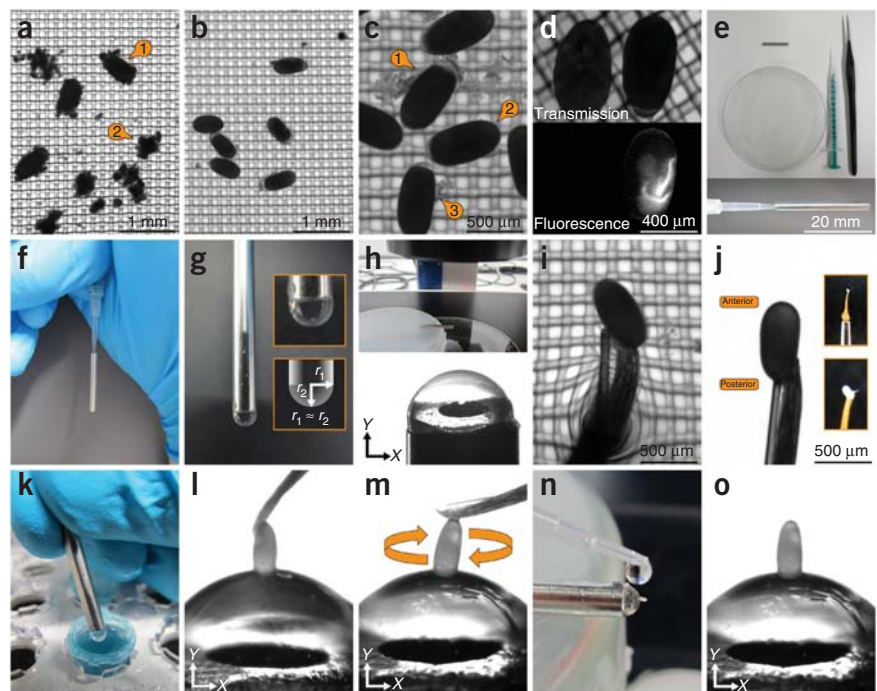 a
1
2
1 mm
b
1 mm
c
1
2
3
500 μm
d
Transmission
Fluorescence
400 μm
e
20 mm
f
g
r1
r2
r1 ≈ r2
h
Y
X
i
500 μm
j
Anterior
Posterior
500 μm
k
l
Y
X
m
Y
X
n
o
Y
X